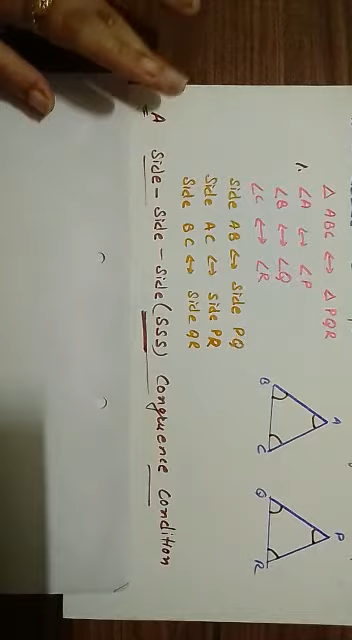 △ ABC ↔ △ PQR
1. ∠A ↔ ∠P
∠B ↔ ∠Q
∠C ↔ ∠R
Side AB ↔ Side PQ
Side AC ↔ Side PR
Side BC ↔ Side QR
A
B
C
P
Q
R
A Side - Side - Side (SSS) Congruence Condition